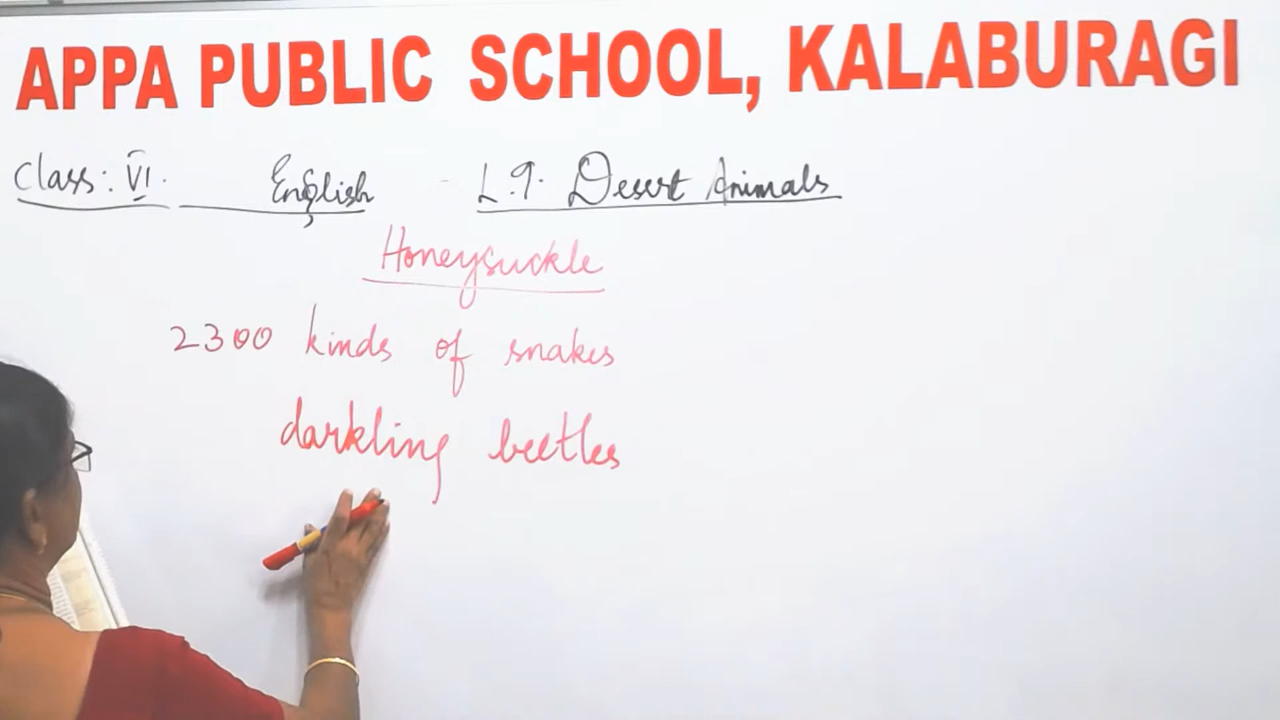 APPA PUBLIC SCHOOL, KALABURAGI
Class: VI. English L.9. Desert Animals
Honeysuckle
2300 kinds of snakes
darkling beetles